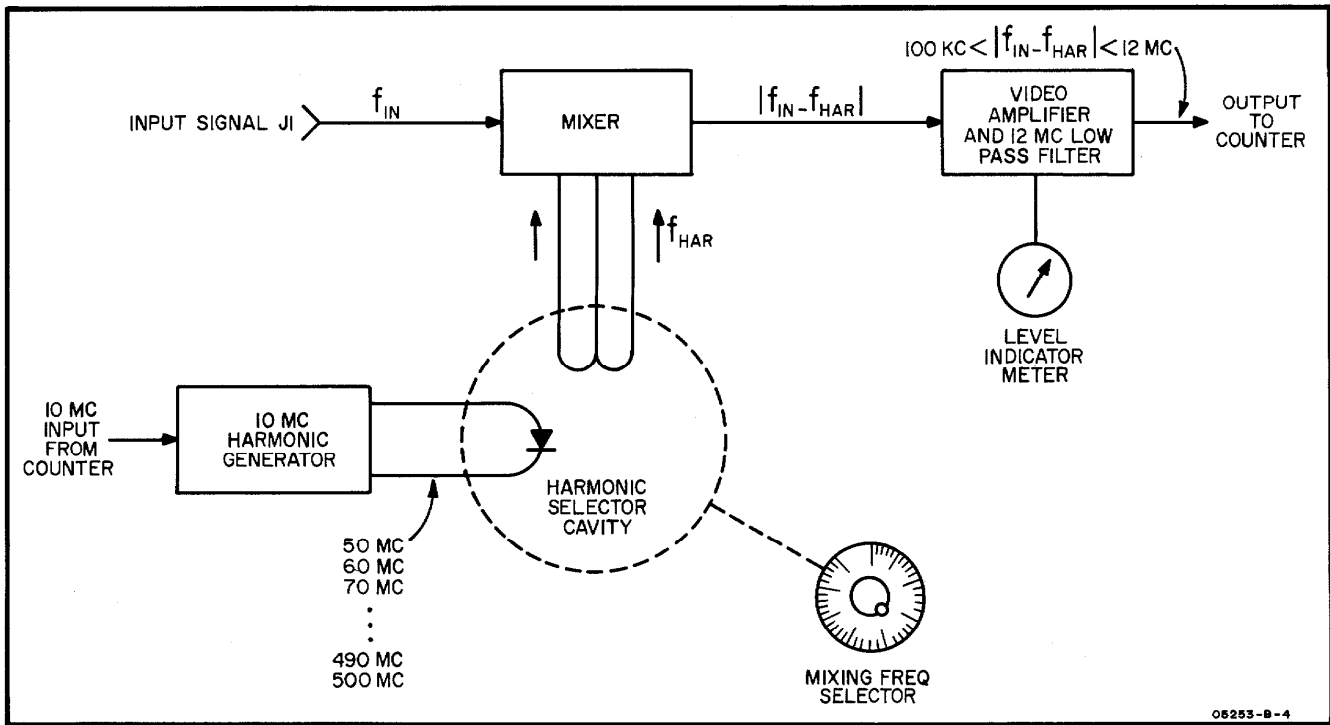 100 KC < |fIN-fHAR| < 12 MC
INPUT SIGNAL J1
fIN
MIXER
|fIN-fHAR|
VIDEO
AMPLIFIER
AND 12 MC LOW
PASS FILTER
OUTPUT
TO
COUNTER
fHAR
LEVEL
INDICATOR
METER
10 MC
INPUT
FROM
COUNTER
10 MC
HARMONIC
GENERATOR
HARMONIC
SELECTOR
CAVITY
50 MC
60 MC
70 MC
490 MC
500 MC
MIXING FREQ
SELECTOR
05253-B-4